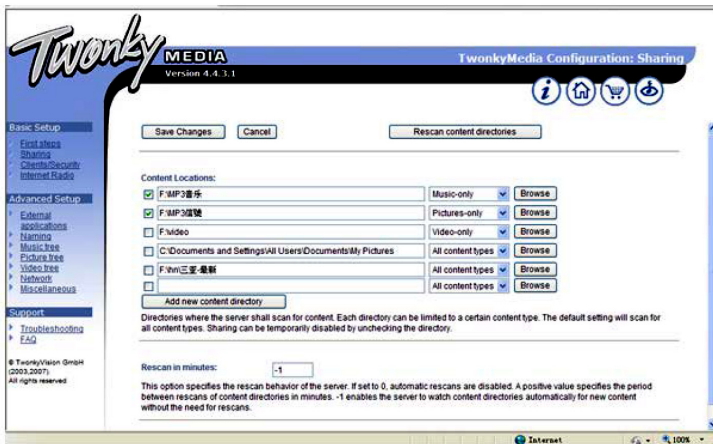 Twonky MEDIA
Version 4.4.3.1
TwonkyMedia Configuration: Sharing
Basic Setup
First steps
Sharing
Clients/Security
Internet Radio
Advanced Setup
External
applications
Naming
Music tree
Picture tree
Video tree
Network
Miscellaneous
Support
Troubleshooting
FAQ
© TwonkyVision GmbH
(2003,2007).
All rights reserved
Save Changes Cancel Rescan content directories
Content Locations:
F:\MP3音乐 Music-only Browse
F:\MP3信號 Pictures-only Browse
F:\video Video-only Browse
C:\Documents and Settings\All Users\Documents\My Pictures All content types Browse
F:\hn\三亚-最新 All content types Browse
All content types Browse
Add new content directory
Directories where the server shall scan for content. Each directory can be limited to a certain content type. The default setting will scan for
all content types. Sharing can be temporarily disabled by unchecking the directory.
Rescan in minutes: -1
This option specifies the rescan behavior of the server. If set to 0, automatic rescans are disabled. A positive value specifies the period
between rescans of content directories in minutes. -1 enables the server to watch content directories automatically for new content
without the need for rescans.
Internet 100%